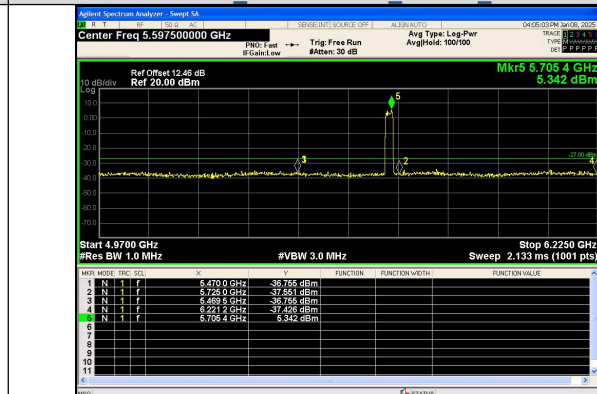 Agilent Spectrum Analyzer - Swept SA
R T RF 50 Ω AC SENSE:INT SOURCE OFF ALIGN AUTO 04:05:03 PM Jan 08, 2025
Center Freq 5.597500000 GHz
PNO: Fast
IFGain:Low
Trig: Free Run
#Atten: 30 dB
Avg Type: Log-Pwr
Avg|Hold: 100/100
TRACE 1 2 3 4 5
TYPE
DET P P P P P
Mkr5 5.705 4 GHz
5.342 dBm
Ref Offset 12.46 dB
10 dB/div Ref 20.00 dBm
Log
10.0
0.00
-10.0
-20.0
-30.0
-40.0
-50.0
-60.0
-70.0
5
-27.00 dBm
3
2
4
Start 4.9700 GHz Stop 6.2250 GHz
#Res BW 1.0 MHz #VBW 3.0 MHz Sweep 2.133 ms (1001 pts)
MKR MODE TRC SCL X Y FUNCTION FUNCTION WIDTH FUNCTION VALUE
1 N 1 f 5.470 0 GHz -36.755 dBm
2 N 1 f 5.725 0 GHz -37.551 dBm
3 N 1 f 5.469 5 GHz -36.755 dBm
4 N 1 f 6.221 2 GHz -37.426 dBm
5 N 1 f 5.705 4 GHz 5.342 dBm
6
7
8
9
10
11
MSG STATUS